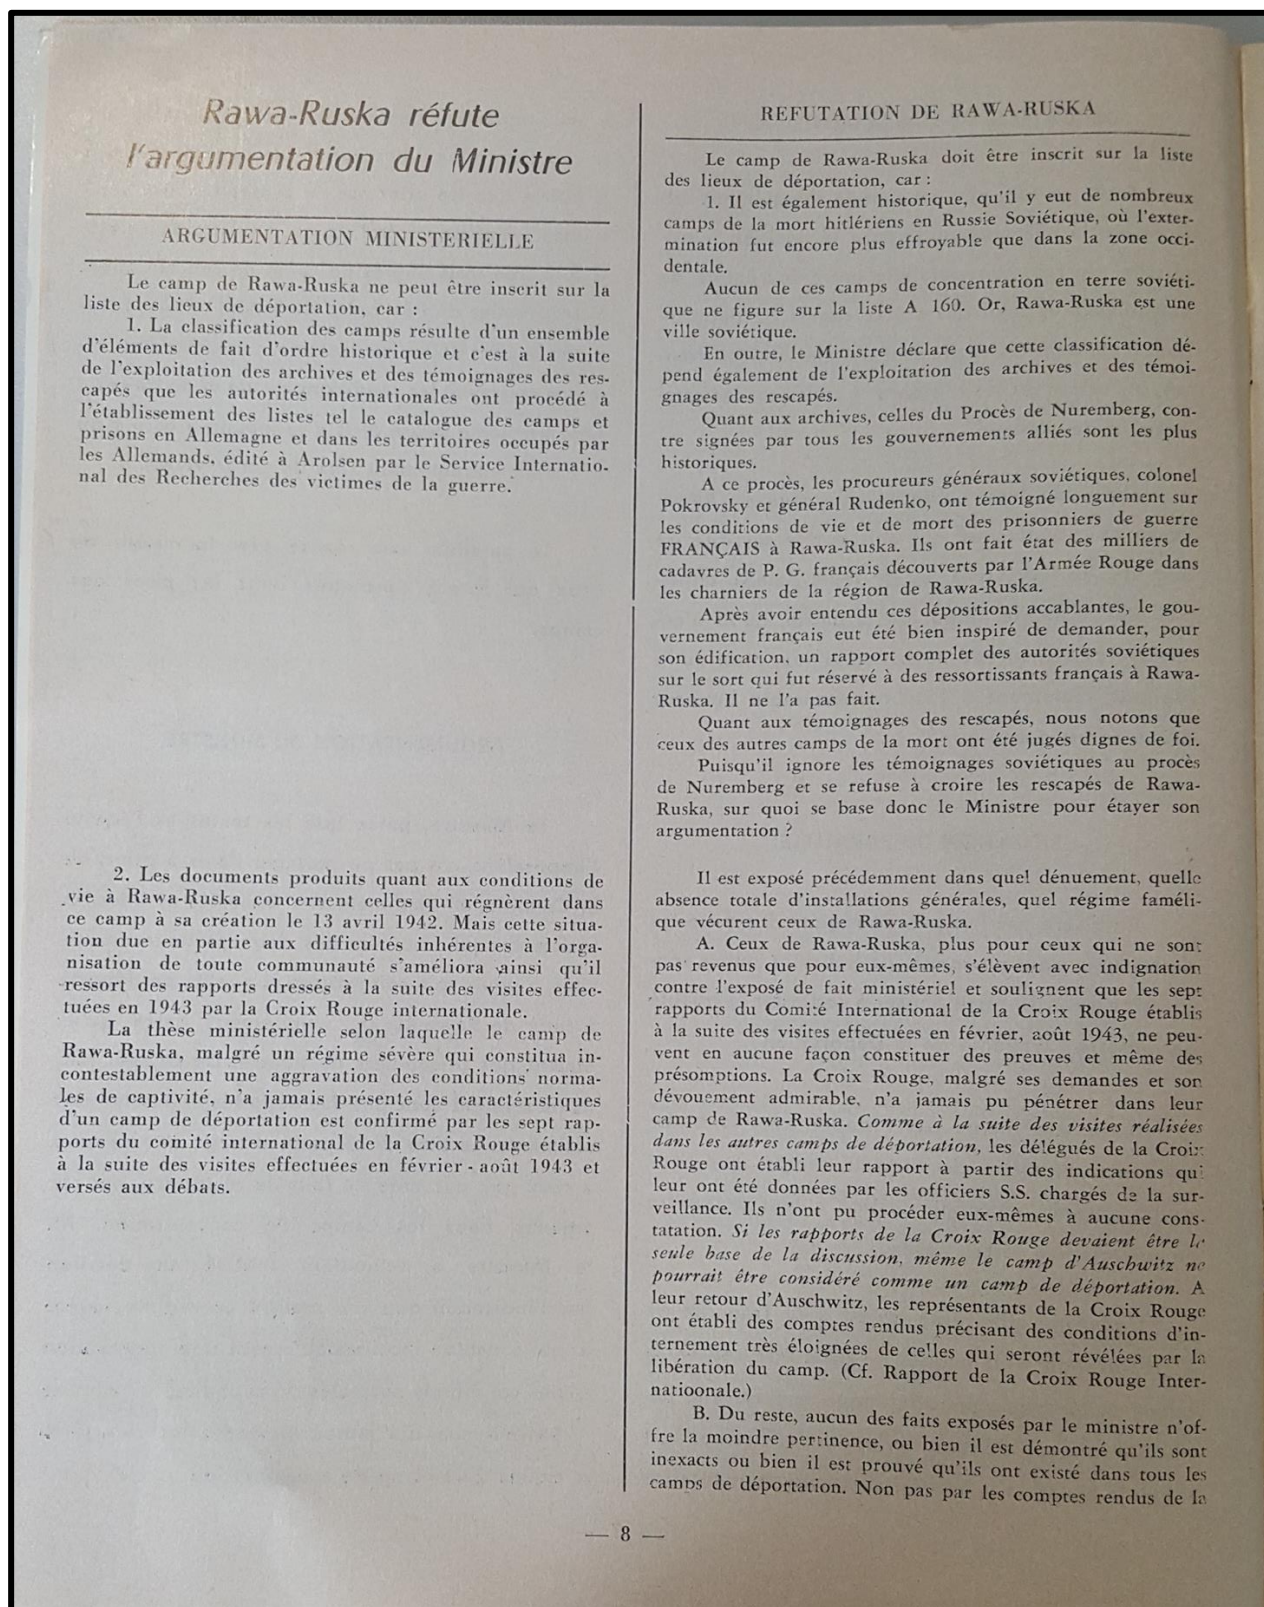 Rawa-Ruska réfute
l'argumentation du Ministre
ARGUMENTATION MINISTERIELLE
Le camp de Rawa-Ruska ne peut être inscrit sur la
liste des lieux de déportation, car :
1. La classification des camps résulte d'un ensemble
d'éléments de fait d'ordre historique et c'est à la suite
de l'exploitation des archives et des témoignages des res-
capés que les autorités internationales ont procédé à
l'établissement des listes tel le catalogue des camps et
prisons en Allemagne et dans les territoires occupés par
les Allemands, édité à Arolsen par le Service Internatio-
nal des Recherches des victimes de la guerre.
2. Les documents produits quant aux conditions de
vie à Rawa-Ruska concernent celles qui régnèrent dans
ce camp à sa création le 13 avril 1942. Mais cette situa-
tion due en partie aux difficultés inhérentes à l'orga-
nisation de toute communauté s'améliora ainsi qu'il
ressort des rapports dressés à la suite des visites effec-
tuées en 1943 par la Croix Rouge internationale.
La thèse ministérielle selon laquelle le camp de
Rawa-Ruska, malgré un régime sévère qui constitua in-
contestablement une aggravation des conditions norma-
les de captivité, n'a jamais présenté les caractéristiques
d'un camp de déportation est confirmé par les sept rap-
ports du comité international de la Croix Rouge établis
à la suite des visites effectuées en février - août 1943 et
versés aux débats.
REFUTATION DE RAWA-RUSKA
Le camp de Rawa-Ruska doit être inscrit sur la liste
des lieux de déportation, car :
1. Il est également historique, qu'il y eut de nombreux
camps de la mort hitlériens en Russie Soviétique, où l'exter-
mination fut encore plus effroyable que dans la zone occi-
dentale.
Aucun de ces camps de concentration en terre soviéti-
que ne figure sur la liste A 160. Or, Rawa-Ruska est une
ville soviétique.
En outre, le Ministre déclare que cette classification dé-
pend également de l'exploitation des archives et des témoi-
gnages des rescapés.
Quant aux archives, celles du Procès de Nuremberg, con-
tre signées par tous les gouvernements alliés sont les plus
historiques.
A ce procès, les procureurs généraux soviétiques, colonel
Pokrovsky et général Rudenko, ont témoigné longuement sur
les conditions de vie et de mort des prisonniers de guerre
FRANÇAIS à Rawa-Ruska. Ils ont fait état des milliers de
cadavres de P. G. français découverts par l'Armée Rouge dans
les charniers de la région de Rawa-Ruska.
Après avoir entendu ces dépositions accablantes, le gou-
vernement français eut été bien inspiré de demander, pour
son édification, un rapport complet des autorités soviétiques
sur le sort qui fut réservé à des ressortissants français à Rawa-
Ruska. Il ne l'a pas fait.
Quant aux témoignages des rescapés, nous notons que
ceux des autres camps de la mort ont été jugés dignes de foi.
Puisqu'il ignore les témoignages soviétiques au procès
de Nuremberg et se refuse à croire les rescapés de Rawa-
Ruska, sur quoi se base donc le Ministre pour étayer son
argumentation ?
Il est exposé précédemment dans quel dénuement, quelle
absence totale d'installations générales, quel régime faméli-
que vécurent ceux de Rawa-Ruska.
A. Ceux de Rawa-Ruska, plus pour ceux qui ne sont
pas revenus que pour eux-mêmes, s'élèvent avec indignation
contre l'exposé de fait ministériel et soulignent que les sept
rapports du Comité International de la Croix Rouge établis
à la suite des visites effectuées en février, août 1943, ne peu-
vent en aucune façon constituer des preuves et même des
présomptions. La Croix Rouge, malgré ses demandes et son
dévouement admirable, n'a jamais pu pénétrer dans leur
camp de Rawa-Ruska. Comme à la suite des visites réalisées
dans les autres camps de déportation, les délégués de la Croix
Rouge ont établi leur rapport à partir des indications qui
leur ont été données par les officiers S.S. chargés de la sur-
veillance. Ils n'ont pu procéder eux-mêmes à aucune cons-
tatation. Si les rapports de la Croix Rouge devaient être le
seule base de la discussion, même le camp d'Auschwitz ne
pourrait être considéré comme un camp de déportation. A
leur retour d'Auschwitz, les représentants de la Croix Rouge
ont établi des comptes rendus précisant des conditions d'in-
ternement très éloignées de celles qui seront révélées par la
libération du camp. (Cf. Rapport de la Croix Rouge Inter-
natioonale.)
B. Du reste, aucun des faits exposés par le ministre n'of-
fre la moindre pertinence, ou bien il est démontré qu'ils sont
inexacts ou bien il est prouvé qu'ils ont existé dans tous les
camps de déportation. Non pas par les comptes rendus de la
— 8 —